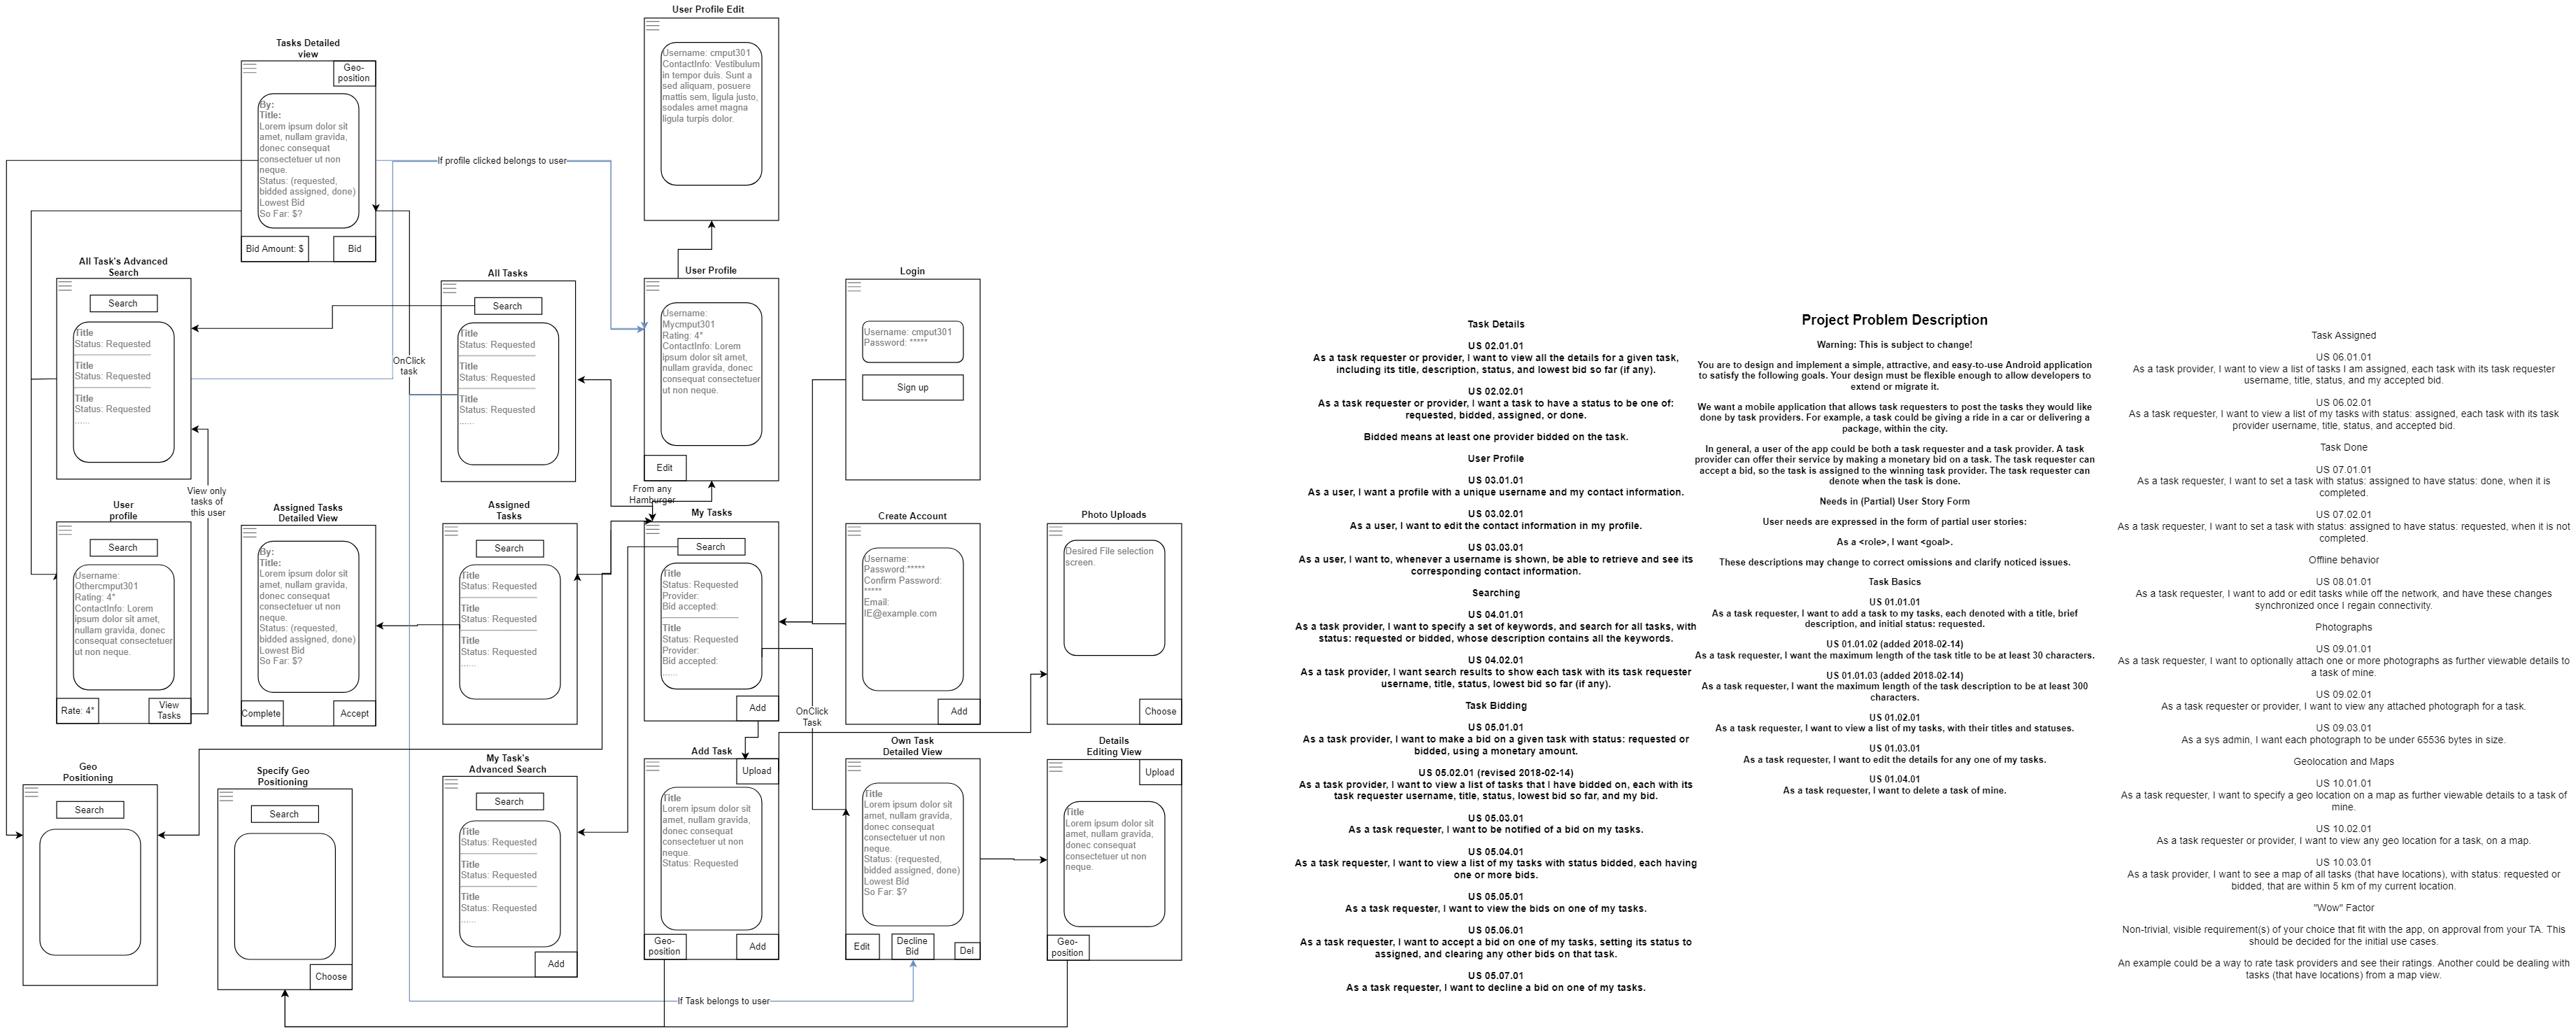 User Profile Edit
Username: cmput301
ContactInfo: Vestibulum
in tempor duis. Sunt a
sed aliquam, posuere
mattis sem, ligula justo,
sodales amet magna
ligula turpis dolor.
Tasks Detailed
view
Geo-
position
By:
Title:
Lorem ipsum dolor sit
amet, nullam gravida,
donec consequat
consectetuer ut non
neque.
Status: (requested,
bidded assigned, done)
Lowest Bid
So Far: $?
Bid Amount: $
Bid
If profile clicked belongs to user
All Task's Advanced
Search
Search
Title
Status: Requested
Title
Status: Requested
Title
Status: Requested
......
OnClick
task
All Tasks
Search
Title
Status: Requested
Title
Status: Requested
Title
Status: Requested
......
User Profile
Username:
Mycmput301
Rating: 4*
ContactInfo: Lorem
ipsum dolor sit amet,
nullam gravida, donec
consequat consectetuer
ut non neque.
Edit
Login
Username: cmput301
Password: *****
Sign up
View only
tasks of
this user
From any
Hamburger
User
profile
Search
Username:
Othercmput301
Rating: 4*
ContactInfo: Lorem
ipsum dolor sit amet,
nullam gravida, donec
consequat consectetuer
ut non neque.
Rate: 4*
View
Tasks
Assigned Tasks
Detailed View
By:
Title:
Lorem ipsum dolor sit
amet, nullam gravida,
donec consequat
consectetuer ut non
neque.
Status: (requested,
bidded assigned, done)
Lowest Bid
So Far: $?
Complete
Accept
Assigned
Tasks
Search
Title
Status: Requested
Title
Status: Requested
Title
Status: Requested
......
My Tasks
Search
Title
Status: Requested
Provider:
Bid accepted:
Title
Status: Requested
Provider:
Bid accepted:
......
Add
OnClick
Task
Create Account
Username:
Password:*****
Confirm Password:
*****
Email:
IE@example.com
Add
Photo Uploads
Desired File selection
screen.
Choose
Geo
Positioning
Search
Specify Geo
Positioning
Search
Choose
My Task's
Advanced Search
Search
Title
Status: Requested
Title
Status: Requested
Title
Status: Requested
......
Add
Add Task
Upload
Title
Lorem ipsum dolor sit
amet, nullam gravida,
donec consequat
consectetuer ut non
neque.
Status: Requested
Geo-
position
Add
Own Task
Detailed View
Title
Lorem ipsum dolor sit
amet, nullam gravida,
donec consequat
consectetuer ut non
neque.
Status: (requested,
bidded assigned, done)
Lowest Bid
So Far: $?
Edit
Decline
Bid
Del
Details
Editing View
Upload
Title
Lorem ipsum dolor sit
amet, nullam gravida,
donec consequat
consectetuer ut non
neque.
Geo-
position
If Task belongs to user
Task Details
US 02.01.01
As a task requester or provider, I want to view all the details for a given task,
including its title, description, status, and lowest bid so far (if any).
US 02.02.01
As a task requester or provider, I want a task to have a status to be one of:
requested, bidded, assigned, or done.
Bidded means at least one provider bidded on the task.
User Profile
US 03.01.01
As a user, I want a profile with a unique username and my contact information.
US 03.02.01
As a user, I want to edit the contact information in my profile.
US 03.03.01
As a user, I want to, whenever a username is shown, be able to retrieve and see its
corresponding contact information.
Searching
US 04.01.01
As a task provider, I want to specify a set of keywords, and search for all tasks, with
status: requested or bidded, whose description contains all the keywords.
US 04.02.01
As a task provider, I want search results to show each task with its task requester
username, title, status, lowest bid so far (if any).
Task Bidding
US 05.01.01
As a task provider, I want to make a bid on a given task with status: requested or
bidded, using a monetary amount.
US 05.02.01 (revised 2018-02-14)
As a task provider, I want to view a list of tasks that I have bidded on, each with its
task requester username, title, status, lowest bid so far, and my bid.
US 05.03.01
As a task requester, I want to be notified of a bid on my tasks.
US 05.04.01
As a task requester, I want to view a list of my tasks with status bidded, each having
one or more bids.
US 05.05.01
As a task requester, I want to view the bids on one of my tasks.
US 05.06.01
As a task requester, I want to accept a bid on one of my tasks, setting its status to
assigned, and clearing any other bids on that task.
US 05.07.01
As a task requester, I want to decline a bid on one of my tasks.
Project Problem Description
Warning: This is subject to change!
You are to design and implement a simple, attractive, and easy-to-use Android application
to satisfy the following goals. Your design must be flexible enough to allow developers to
extend or migrate it.
We want a mobile application that allows task requesters to post the tasks they would like
done by task providers. For example, a task could be giving a ride in a car or delivering a
package, within the city.
In general, a user of the app could be both a task requester and a task provider. A task
provider can offer their service by making a monetary bid on a task. The task requester can
accept a bid, so the task is assigned to the winning task provider. The task requester can
denote when the task is done.
Needs in (Partial) User Story Form
User needs are expressed in the form of partial user stories:
As a <role>, I want <goal>.
These descriptions may change to correct omissions and clarify noticed issues.
Task Basics
US 01.01.01
As a task requester, I want to add a task to my tasks, each denoted with a title, brief
description, and initial status: requested.
US 01.01.02 (added 2018-02-14)
As a task requester, I want the maximum length of the task title to be at least 30 characters.
US 01.01.03 (added 2018-02-14)
As a task requester, I want the maximum length of the task description to be at least 300
characters.
US 01.02.01
As a task requester, I want to view a list of my tasks, with their titles and statuses.
US 01.03.01
As a task requester, I want to edit the details for any one of my tasks.
US 01.04.01
As a task requester, I want to delete a task of mine.
Task Assigned
US 06.01.01
As a task provider, I want to view a list of tasks I am assigned, each task with its task requester
username, title, status, and my accepted bid.
US 06.02.01
As a task requester, I want to view a list of my tasks with status: assigned, each task with its task
provider username, title, status, and accepted bid.
Task Done
US 07.01.01
As a task requester, I want to set a task with status: assigned to have status: done, when it is
completed.
US 07.02.01
As a task requester, I want to set a task with status: assigned to have status: requested, when it is not
completed.
Offline behavior
US 08.01.01
As a task requester, I want to add or edit tasks while off the network, and have these changes
synchronized once I regain connectivity.
Photographs
US 09.01.01
As a task requester, I want to optionally attach one or more photographs as further viewable details to
a task of mine.
US 09.02.01
As a task requester or provider, I want to view any attached photograph for a task.
US 09.03.01
As a sys admin, I want each photograph to be under 65536 bytes in size.
Geolocation and Maps
US 10.01.01
As a task requester, I want to specify a geo location on a map as further viewable details to a task of
mine.
US 10.02.01
As a task requester or provider, I want to view any geo location for a task, on a map.
US 10.03.01
As a task provider, I want to see a map of all tasks (that have locations), with status: requested or
bidded, that are within 5 km of my current location.
"Wow" Factor
Non-trivial, visible requirement(s) of your choice that fit with the app, on approval from your TA. This
should be decided for the initial use cases.
An example could be a way to rate task providers and see their ratings. Another could be dealing with
tasks (that have locations) from a map view.